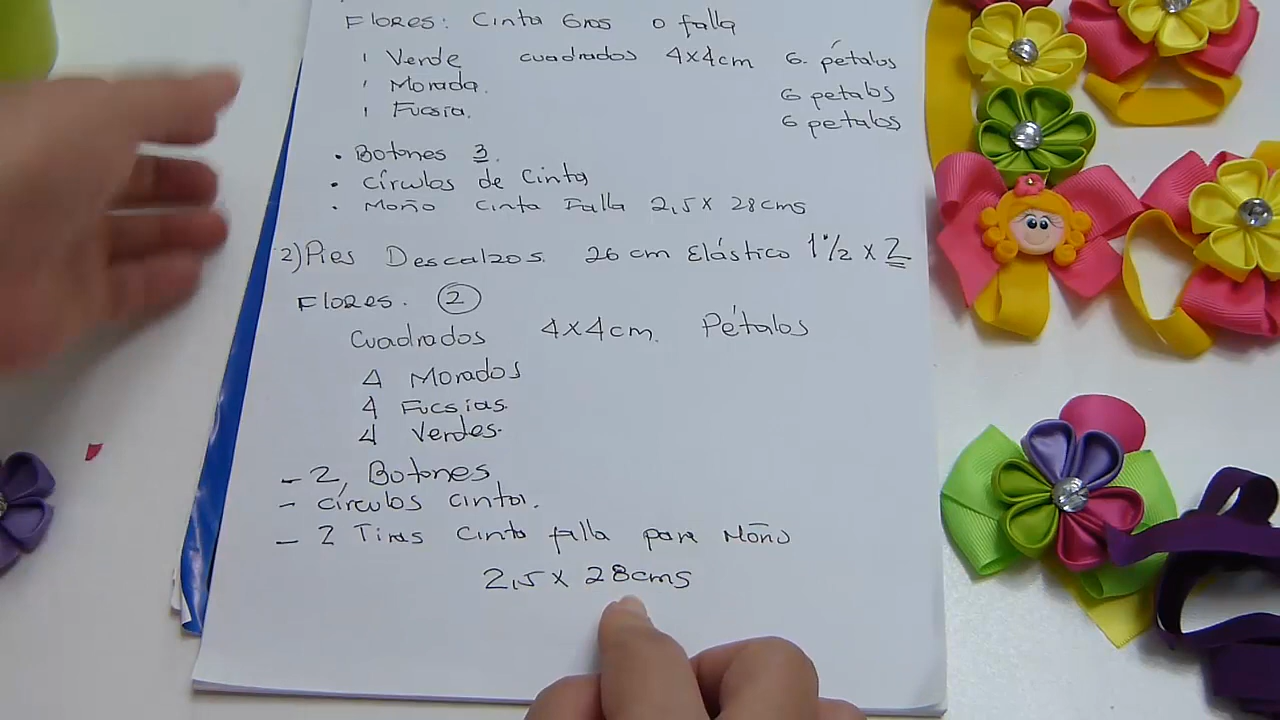 FLORES: Cinta Gros o falla
1 Verde cuadrados 4x4cm 6. pétalos
1 Morada. 6 petalos
1 Fucsia. 6 petalos
• Botones 3.
• Círculos de Cinta
• Moño Cinta Falla 2,5 x 28cms
2) Pies Descalzos. 26 cm Elástico 1 1/2 x 2
FLORES. 2
Cuadrados 4x4cm. Pétalos
4 Morados
4 Fucsias.
4 Verdes.
- 2, Botones
- Círculos cinta.
- 2 Tiras Cinta falla para Moño
2,5 x 28cms